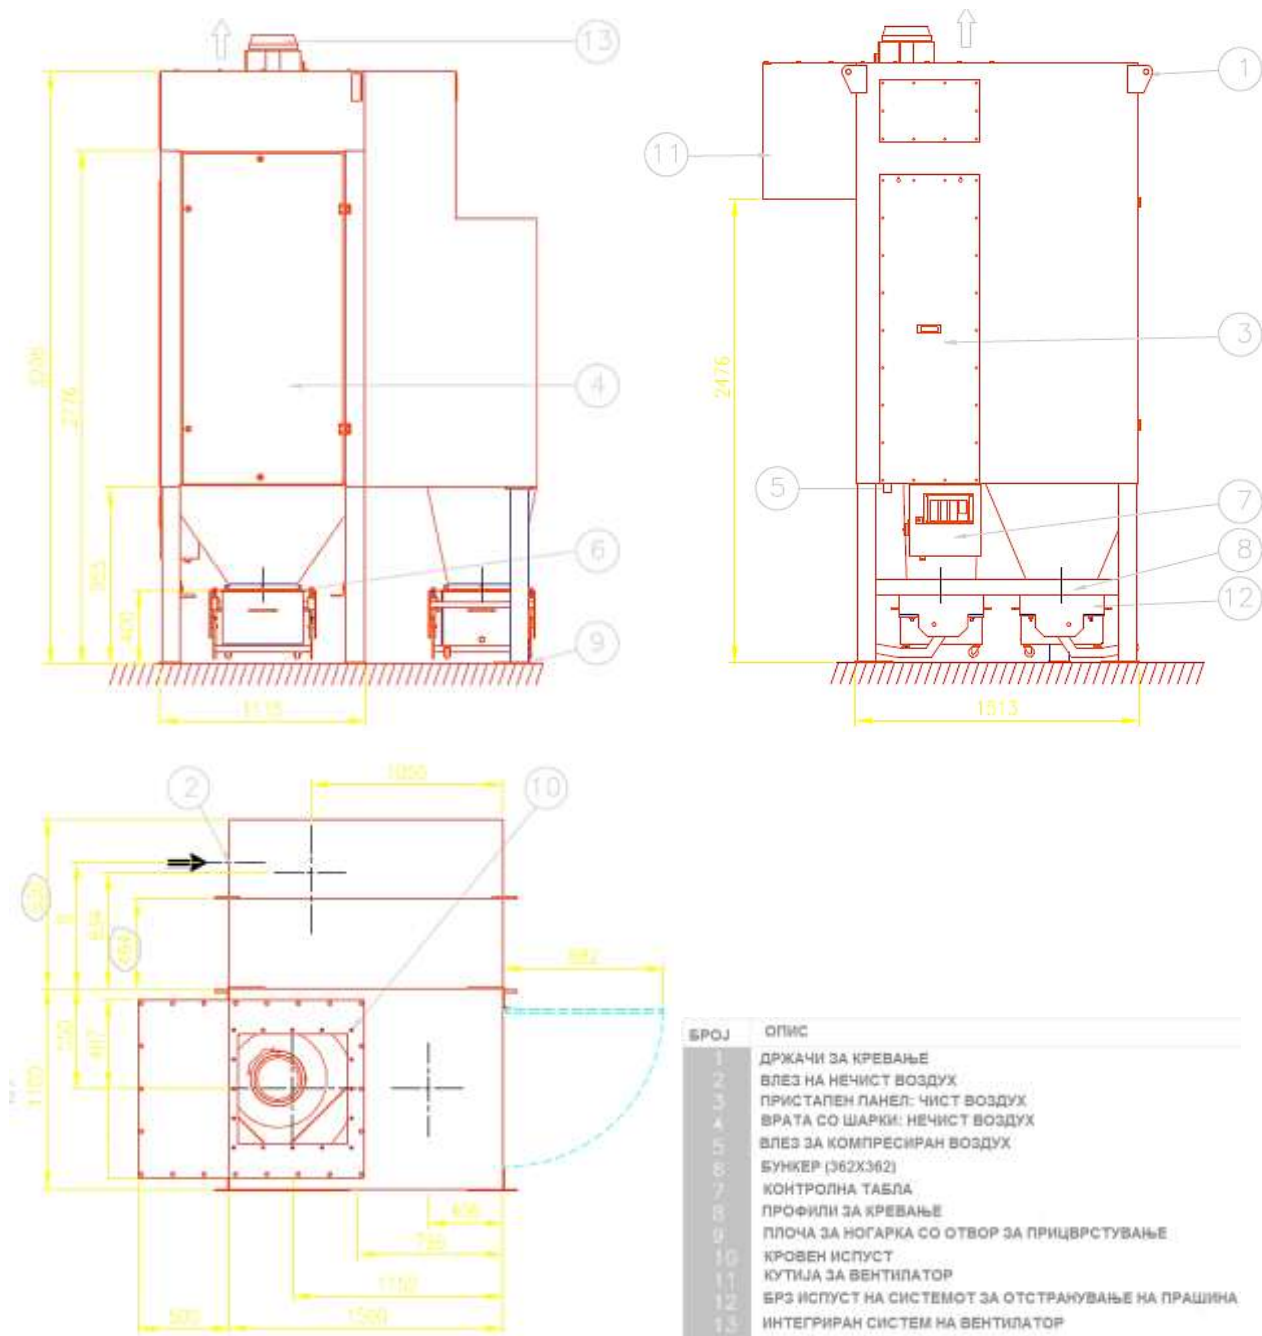 13
1
11
2776
2476
4
3
5
7
6
8
12
9
400
1513
2
10
1050
500
1150
БРОЈ ОПИС
1 ДРЖАЧИ ЗА КРЕВАЊЕ
2 ВЛЕЗ НА НЕЧИСТ ВОЗДУХ
3 ПРИСТАПЕН ПАНЕЛ: ЧИСТ ВОЗДУХ
4 ВРАТА СО ШАРКИ: НЕЧИСТ ВОЗДУХ
5 ВЛЕЗ ЗА КОМПРЕСИРАН ВОЗДУХ
БУНКЕР (362X362)
7 КОНТРОЛНА ТАБЛА
8 ПРОФИЛИ ЗА КРЕВАЊЕ
9 ПЛОЧА ЗА НОГАРКА СО ОТВОР ЗА ПРИЦВРСТУВАЊЕ
10 КРОВЕН ИСПУСТ
11 КУТИЈА ЗА ВЕНТИЛАТОР
12 БРЗ ИСПУСТ НА СИСТЕМОТ ЗА ОТСТРАНУВАЊЕ НА ПРАШИНА
13 ИНТЕГРИРАН СИСТЕМ НА ВЕНТИЛАТОР